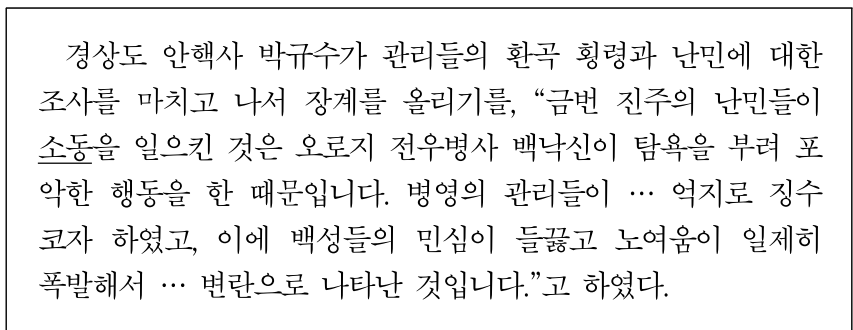 경상도 안핵사 박규수가 관리들의 환곡 횡령과 난민에 대한
조사를 마치고 나서 장계를 올리기를, “금번 진주의 난민들이
소동을 일으킨 것은 오로지 전우병사 백낙신이 탐욕을 부려 포
악한 행동을 한 때문입니다. 병영의 관리들이 … 억지로 징수
코자 하였고, 이에 백성들의 민심이 들끓고 노여움이 일제히
폭발해서 … 변란으로 나타난 것입니다.”고 하였다.